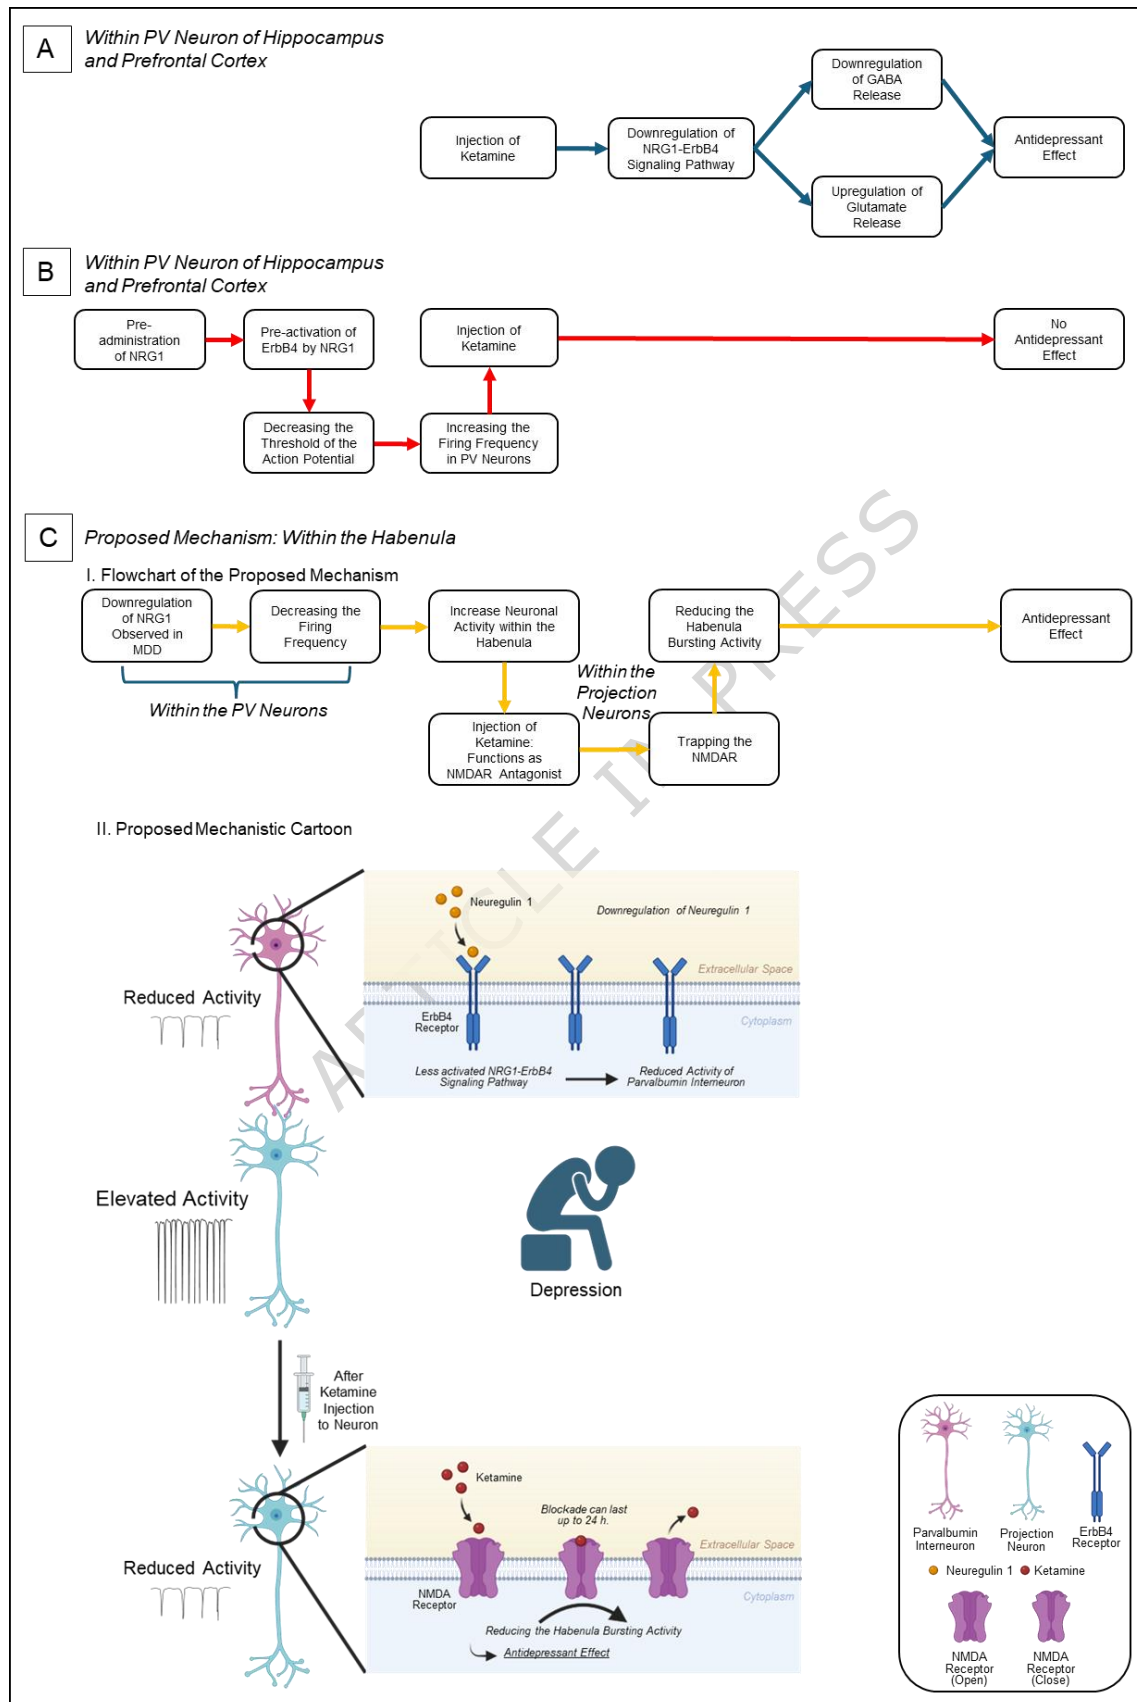 A
Within PV Neuron of Hippocampus
and Prefrontal Cortex
Injection of
Ketamine
Downregulation of
NRG1-ErbB4
Signaling Pathway
Downregulation
of GABA
Release
Upregulation of
Glutamate
Release
Antidepressant
Effect
B
Within PV Neuron of Hippocampus
and Prefrontal Cortex
Pre-
administration
of NRG1
Pre-activation of
ErbB4 by NRG1
Decreasing the
Threshold of the
Action Potential
Increasing the
Firing Frequency
in PV Neurons
Injection of
Ketamine
No
Antidepressant
Effect
C
Proposed Mechanism: Within the Habenula
I. Flowchart of the Proposed Mechanism
Downregulation
of NRG1
Observed in
MDD
Decreasing the
Firing
Frequency
Within the PV Neurons
Increase Neuronal
Activity within the
Habenula
Injection of
Ketamine:
Functions as
NMDAR Antagonist
Within the
Projection
Neurons
Trapping the
NMDAR
Reducing the
Habenula
Bursting Activity
Antidepressant
Effect
ARTICLE IN PRESS
II. Proposed Mechanistic Cartoon
Neuregulin 1
Downregulation of Neuregulin 1
Extracellular Space
Cytoplasm
ErbB4
Receptor
Less activated NRG1-ErbB4
Signaling Pathway
Reduced Activity of
Parvalbumin Interneuron
Reduced Activity
Elevated Activity
Depression
After
Ketamine
Injection
to Neuron
Reduced Activity
Ketamine
Blockade can last
up to 24 h.
Extracellular Space
Cytoplasm
NMDA
Receptor
Reducing the Habenula Bursting Activity
Antidepressant Effect
Parvalbumin
Interneuron
Projection
Neuron
ErbB4
Receptor
Neuregulin 1
Ketamine
NMDA
Receptor
(Open)
NMDA
Receptor
(Close)